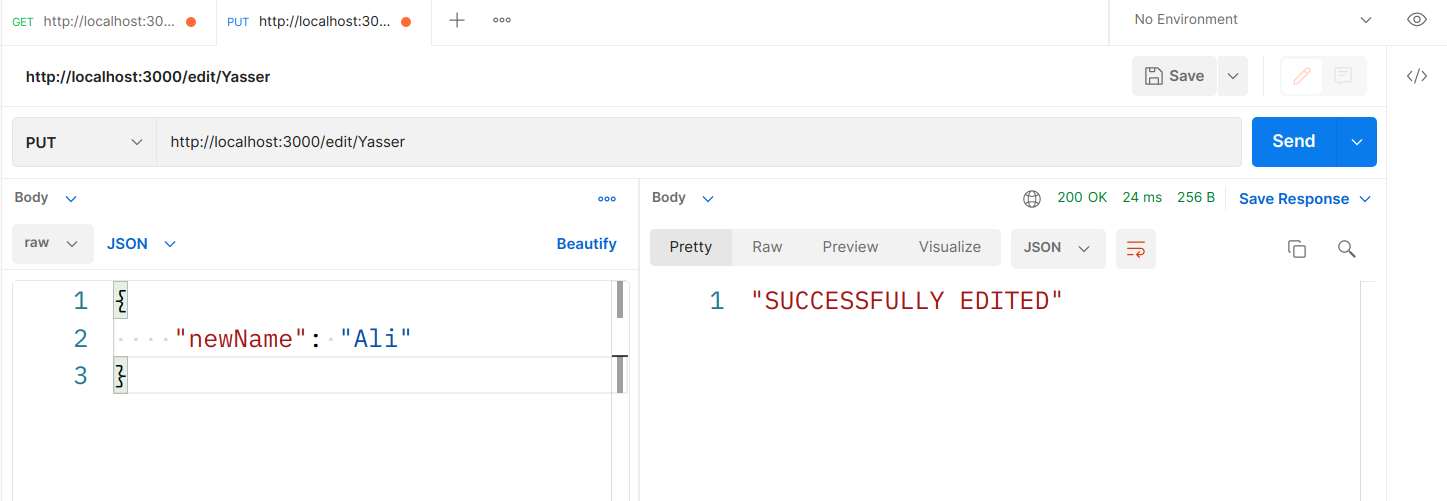 GET http://localhost:30... PUT http://localhost:30... No Environment
http://localhost:3000/edit/Yasser Save
PUT http://localhost:3000/edit/Yasser Send
Body Body 200 OK 24 ms 256 B Save Response
raw JSON Beautify Pretty Raw Preview Visualize JSON
1 { 1 "SUCCESSFULLY EDITED"
2 "newName": "Ali"
3 }